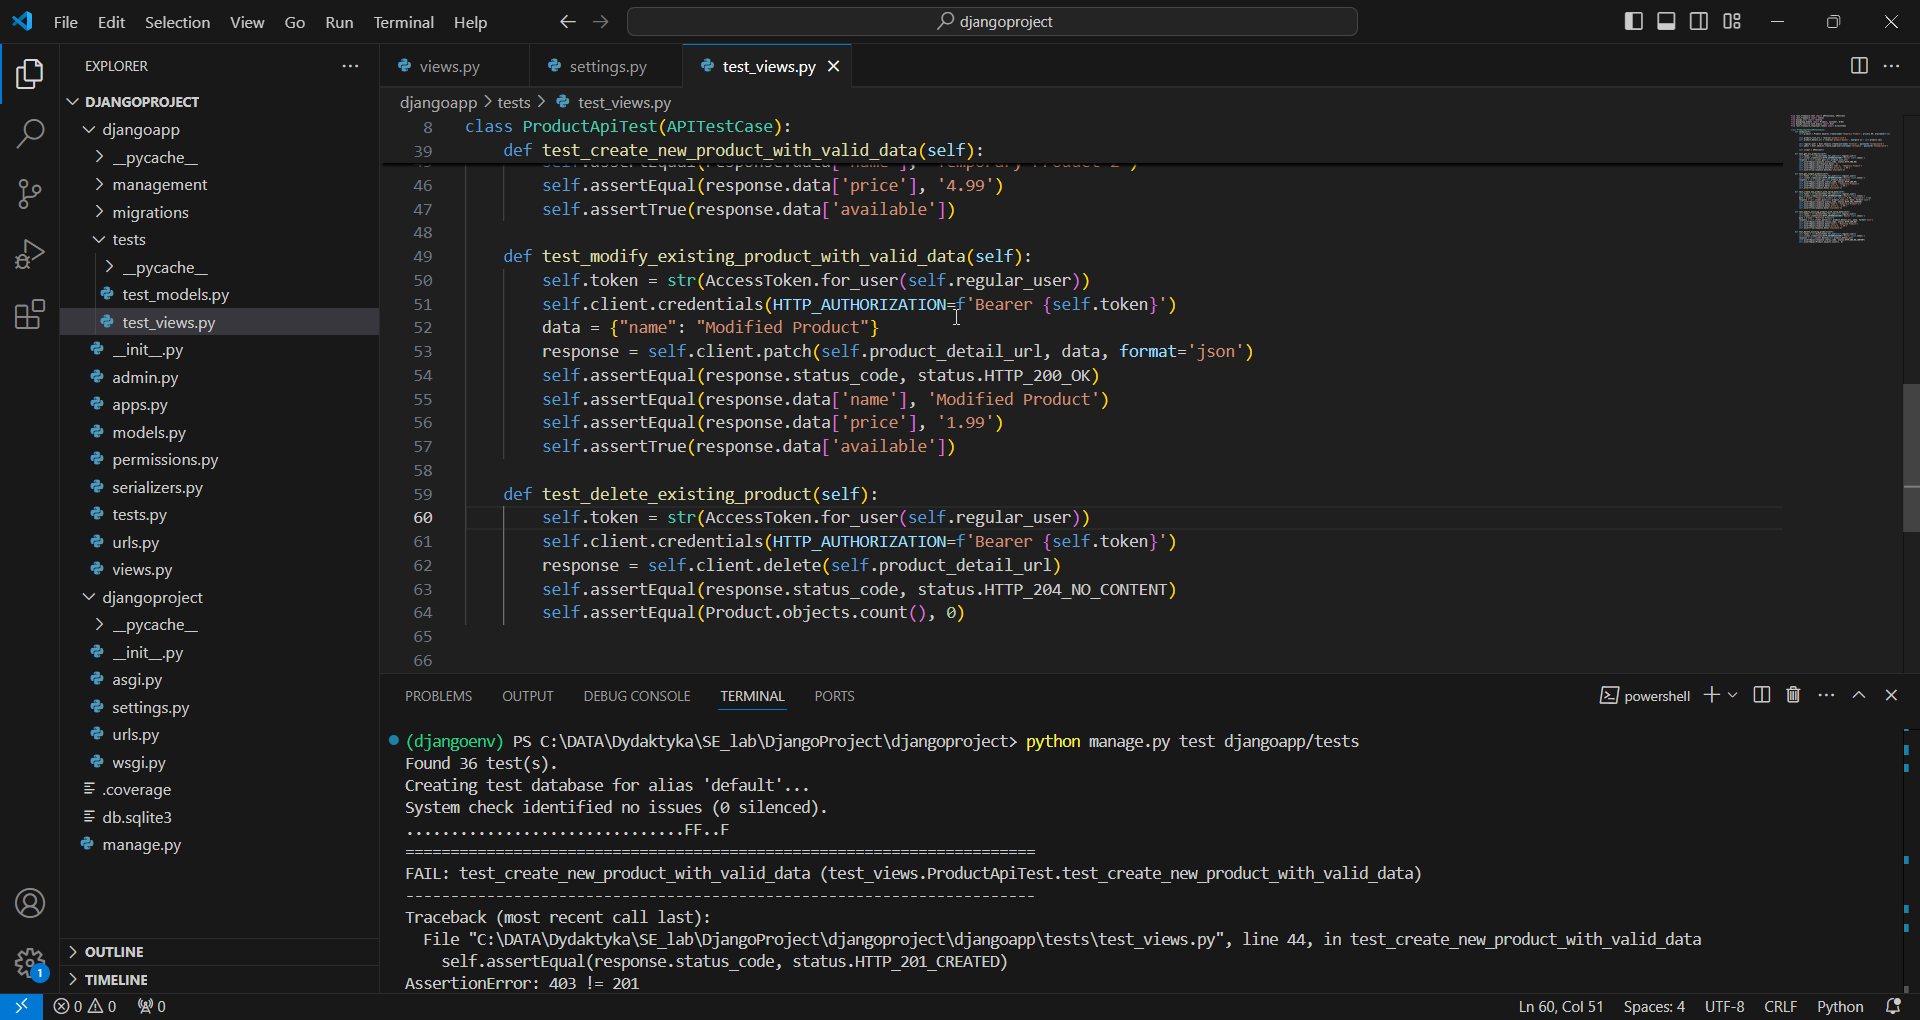 File Edit Selection View Go Run Terminal Help
djangoproject
EXPLORER
DJANGOPROJECT
djangoapp
__pycache__
management
migrations
tests
__pycache__
test_models.py
test_views.py
__init__.py
admin.py
apps.py
models.py
permissions.py
serializers.py
tests.py
urls.py
views.py
djangoproject
__pycache__
__init__.py
asgi.py
settings.py
urls.py
wsgi.py
.coverage
db.sqlite3
manage.py
OUTLINE
TIMELINE
views.py settings.py test_views.py
djangoapp > tests > test_views.py
8 class ProductApiTest(APITestCase):
39 def test_create_new_product_with_valid_data(self):
46 self.assertEqual(response.data['price'], '4.99')
47 self.assertTrue(response.data['available'])
48
49 def test_modify_existing_product_with_valid_data(self):
50 self.token = str(AccessToken.for_user(self.regular_user))
51 self.client.credentials(HTTP_AUTHORIZATION=f'Bearer {self.token}')
52 data = {"name": "Modified Product"}
53 response = self.client.patch(self.product_detail_url, data, format='json')
54 self.assertEqual(response.status_code, status.HTTP_200_OK)
55 self.assertEqual(response.data['name'], 'Modified Product')
56 self.assertEqual(response.data['price'], '1.99')
57 self.assertTrue(response.data['available'])
58
59 def test_delete_existing_product(self):
60 self.token = str(AccessToken.for_user(self.regular_user))
61 self.client.credentials(HTTP_AUTHORIZATION=f'Bearer {self.token}')
62 response = self.client.delete(self.product_detail_url)
63 self.assertEqual(response.status_code, status.HTTP_204_NO_CONTENT)
64 self.assertEqual(Product.objects.count(), 0)
65
66
PROBLEMS OUTPUT DEBUG CONSOLE TERMINAL PORTS
powershell
(djangoenv) PS C:\DATA\Dydaktyka\SE_lab\DjangoProject\djangoproject> python manage.py test djangoapp/tests
Found 36 test(s).
Creating test database for alias 'default'...
System check identified no issues (0 silenced).
...............................FF..F
======================================================================
FAIL: test_create_new_product_with_valid_data (test_views.ProductApiTest.test_create_new_product_with_valid_data)
----------------------------------------------------------------------
Traceback (most recent call last):
File "C:\DATA\Dydaktyka\SE_lab\DjangoProject\djangoproject\djangoapp\tests\test_views.py", line 44, in test_create_new_product_with_valid_data
self.assertEqual(response.status_code, status.HTTP_201_CREATED)
AssertionError: 403 != 201
1
0 0 0
Ln 60, Col 51 Spaces: 4 UTF-8 CRLF Python